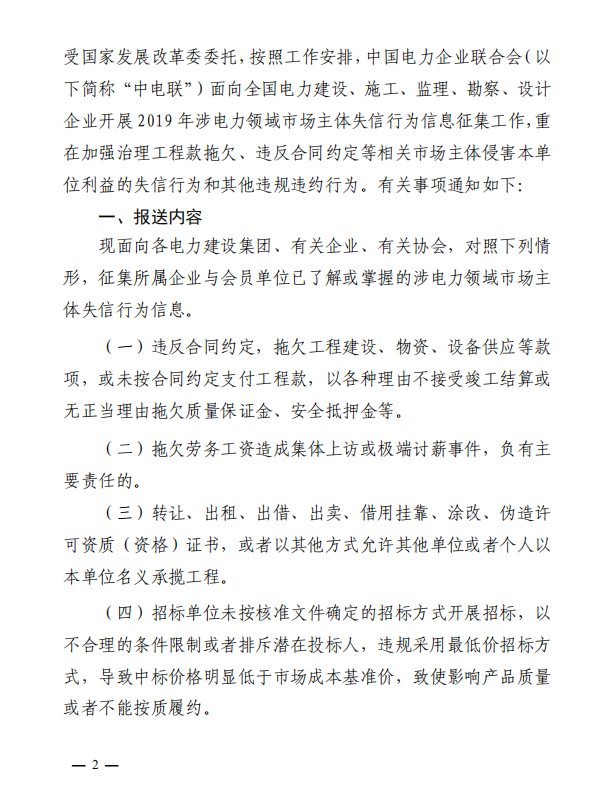 受国家发展改革委委托，按照工作安排，中国电力企业联合会（以
下简称“中电联”）面向全国电力建设、施工、监理、勘察、设计
企业开展 2019 年涉电力领域市场主体失信行为信息征集工作，重
在加强治理工程款拖欠、违反合同约定等相关市场主体侵害本单
位利益的失信行为和其他违规违约行为。有关事项通知如下：
一、报送内容
现面向各电力建设集团、有关企业、有关协会，对照下列情
形，征集所属企业与会员单位已了解或掌握的涉电力领域市场主
体失信行为信息。
（一）违反合同约定，拖欠工程建设、物资、设备供应等款
项，或未按合同约定支付工程款，以各种理由不接受竣工结算或
无正当理由拖欠质量保证金、安全抵押金等。
（二）拖欠劳务工资造成集体上访或极端讨薪事件，负有主
要责任的。
（三）转让、出租、出借、出卖、借用挂靠、涂改、伪造许
可资质（资格）证书，或者以其他方式允许其他单位或者个人以
本单位名义承揽工程。
（四）招标单位未按核准文件确定的招标方式开展招标，以
不合理的条件限制或者排斥潜在投标人，违规采用最低价招标方
式，导致中标价格明显低于市场成本基准价，致使影响产品质量
或者不能按质履约。
— 2 —